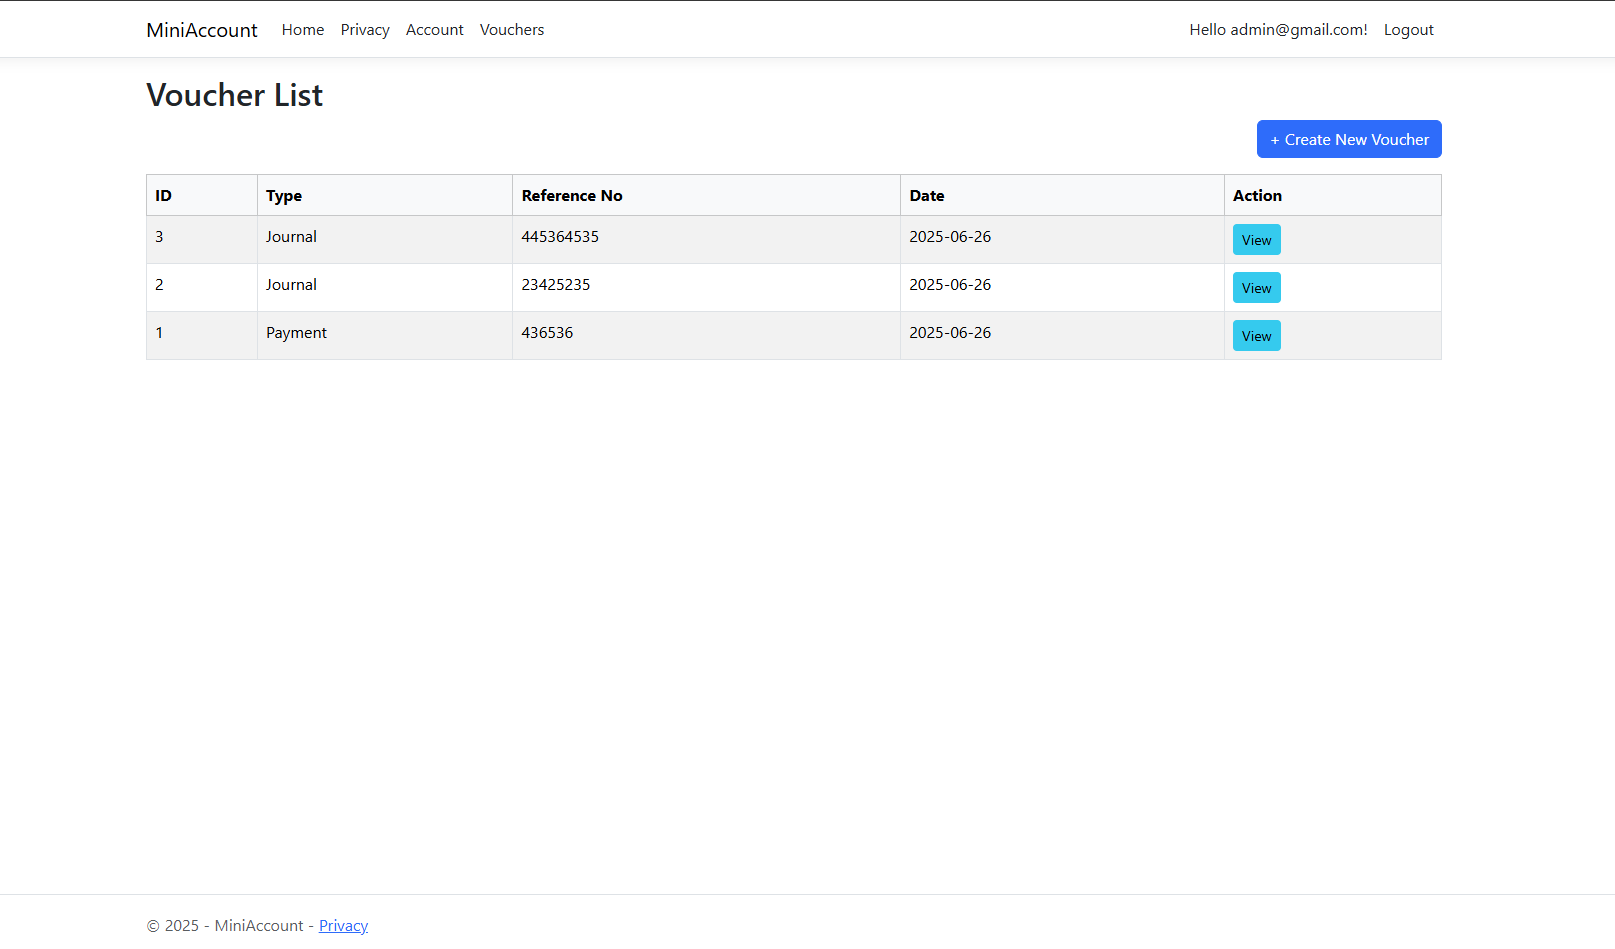 MiniAccount Home Privacy Account Vouchers Hello admin@gmail.com! Logout
Voucher List
+ Create New Voucher
ID Type Reference No Date Action
3 Journal 445364535 2025-06-26 View
2 Journal 23425235 2025-06-26 View
1 Payment 436536 2025-06-26 View
© 2025 - MiniAccount - Privacy